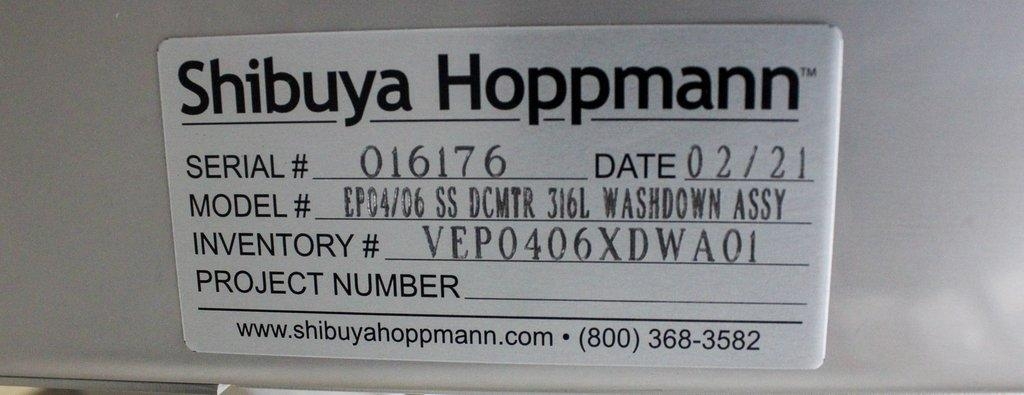 Shibuya Hoppmann™
SERIAL # 016176 DATE 02/21
MODEL # EP04/06 SS DCMTR 316L WASHDOWN ASSY
INVENTORY # VEP0406XDWA01
PROJECT NUMBER
www.shibuyahoppmann.com • (800) 368-3582